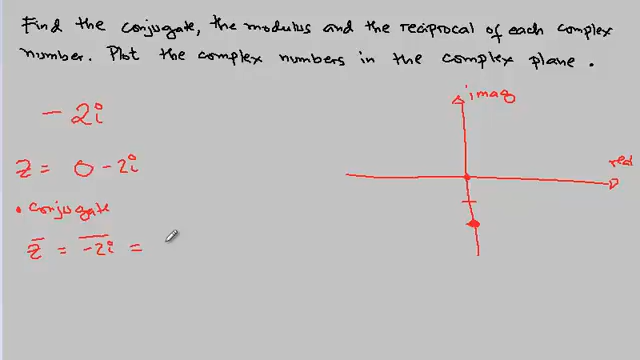 Find the conjugate, the modulus and the reciprocal of each complex
number. Plot the complex numbers in the complex plane.
imag
- 2i
real
z = 0 - 2i
• conjugate
z̅ = \overline{-2i} =